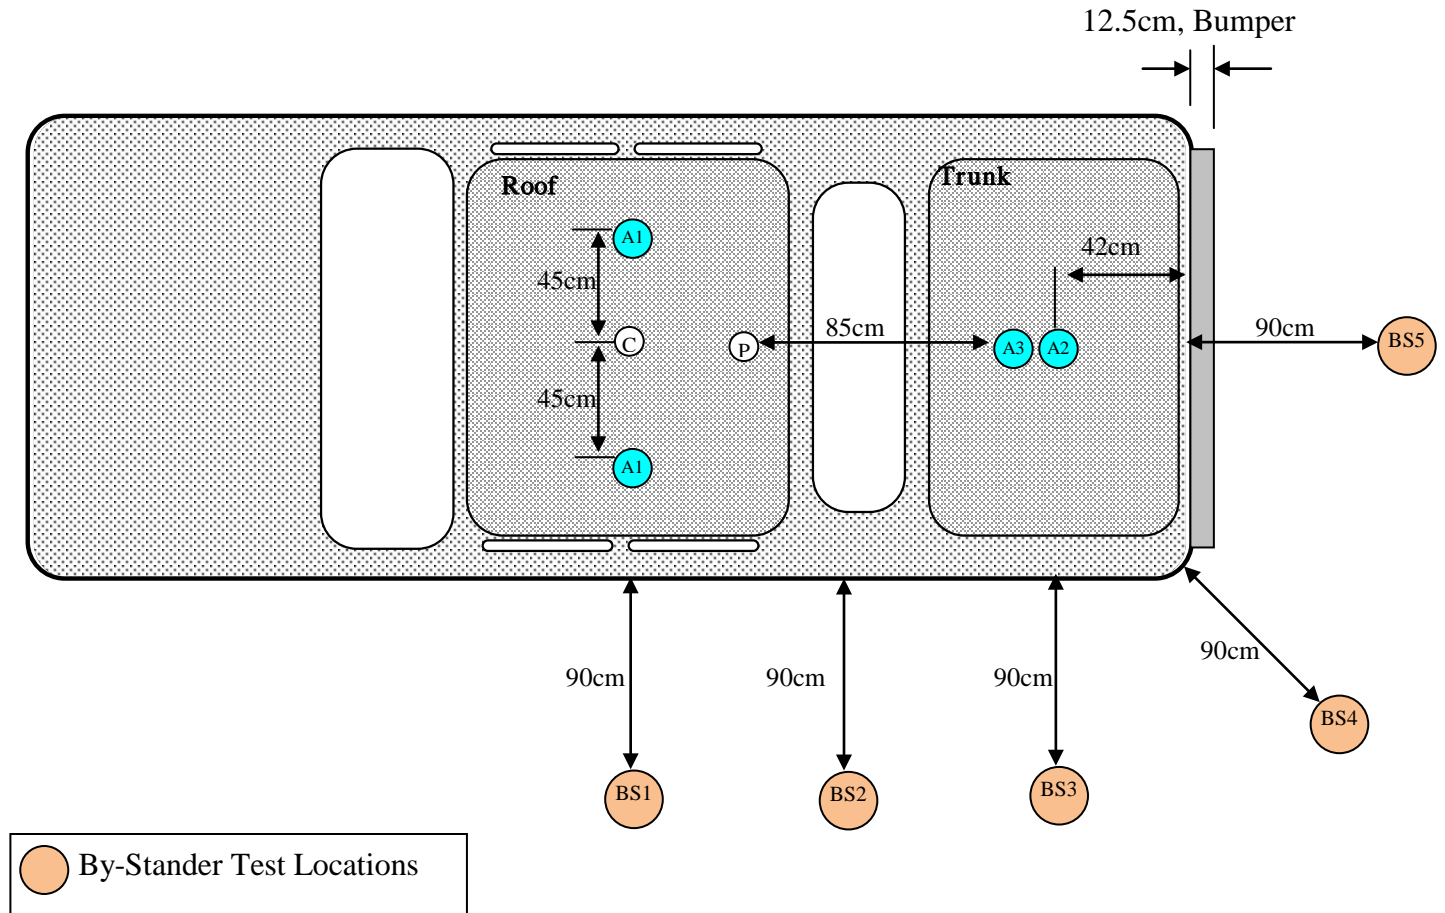 12.5cm, Bumper
Roof
Trunk
A1
42cm
45cm
C
P
85cm
A3
A2
90cm
BS5
45cm
A1
90cm
90cm
90cm
90cm
BS4
BS1
BS2
BS3
By-Stander Test Locations